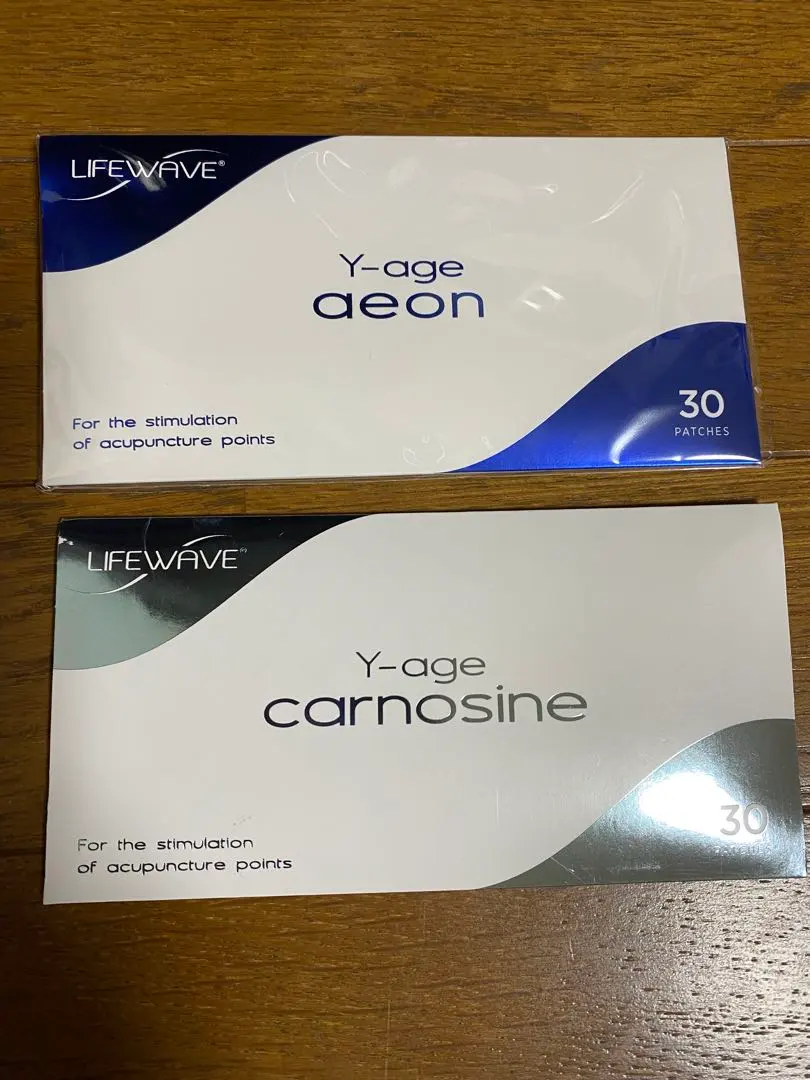 LIFEWAVE®
Y-age
aeon
For the stimulation
of acupuncture points
30
PATCHES
LIFEWAVE®
Y-age
carnosine
For the stimulation
of acupuncture points
30